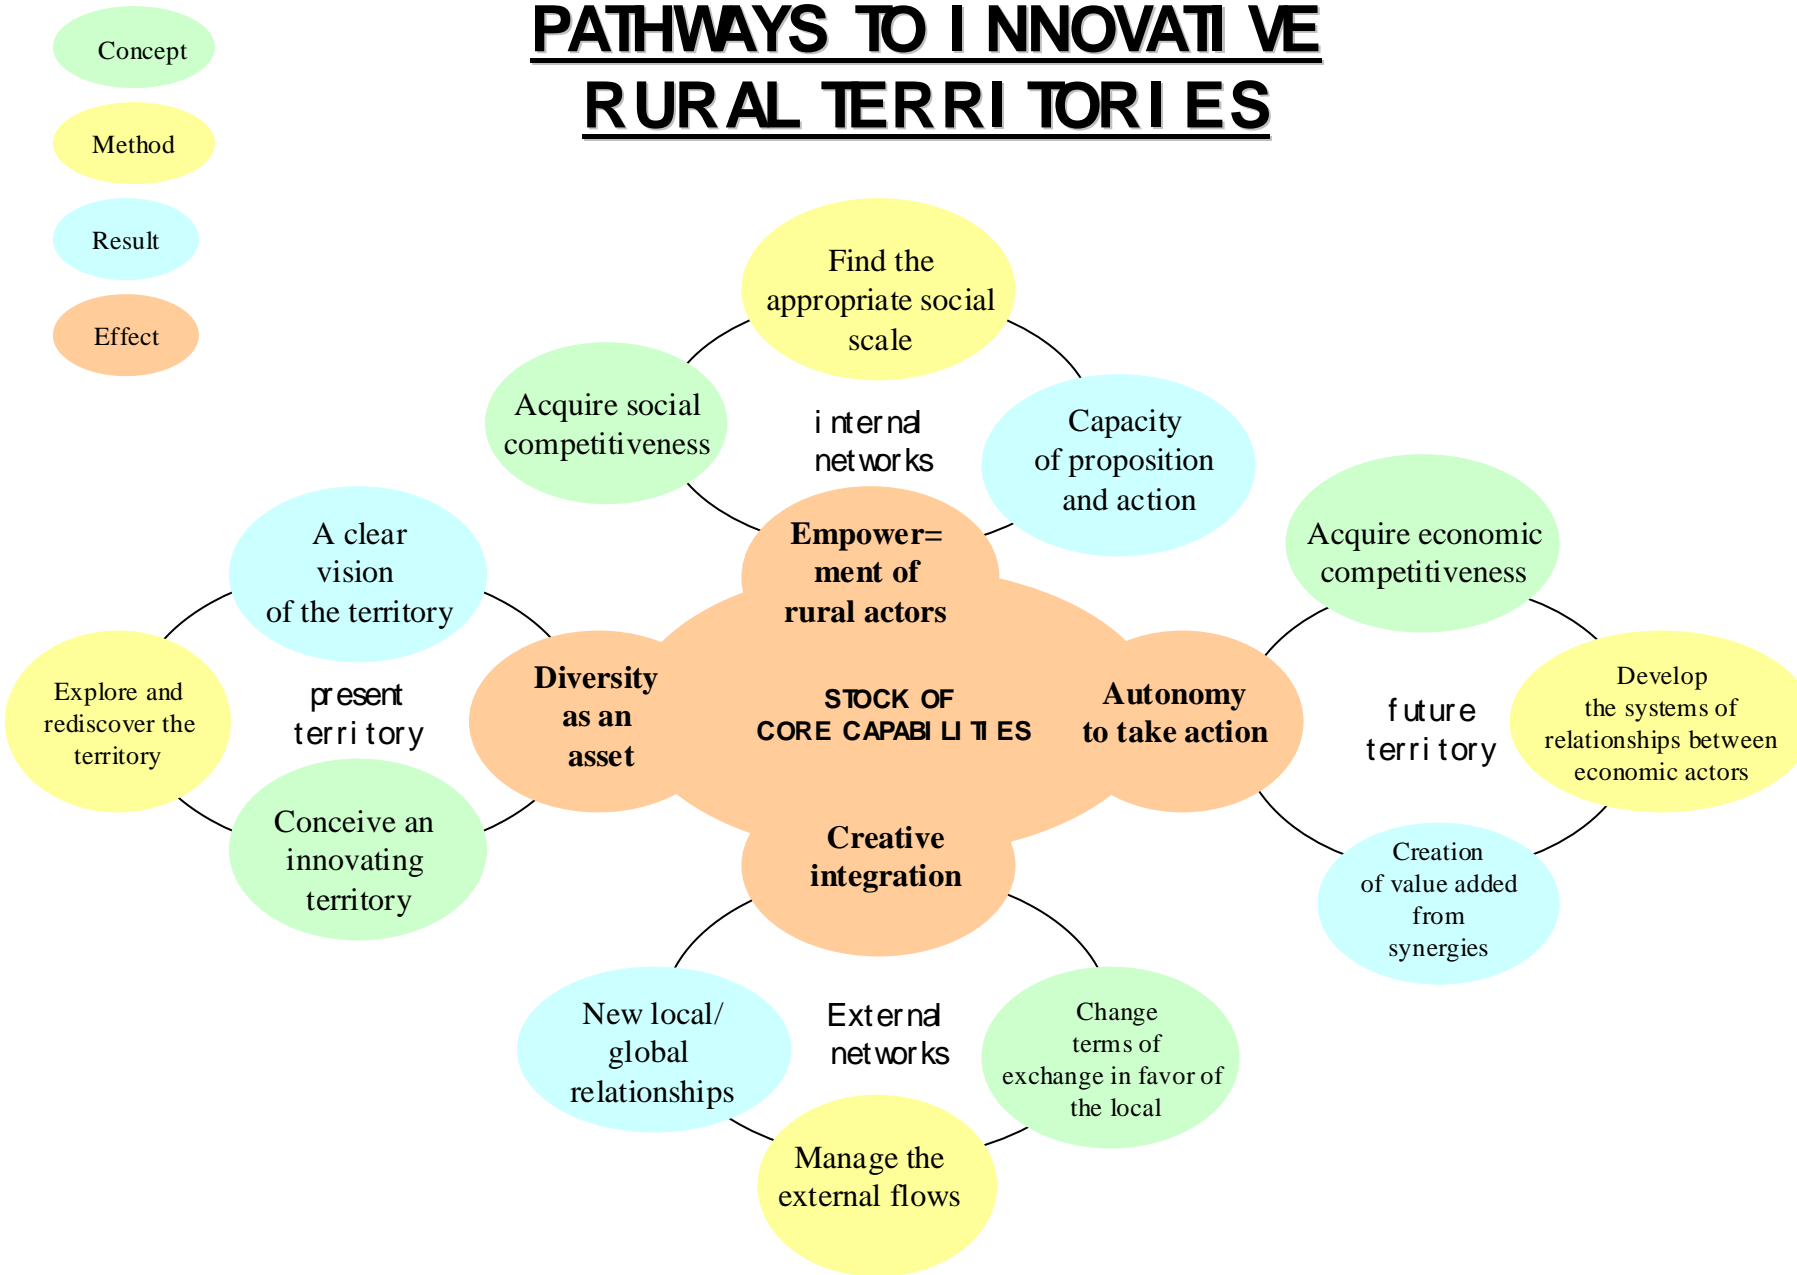 PATHWAYS TO INNOVATIVE
RURAL TERRITORIES
Concept
Method
Result
Effect
Find the
appropriate social
scale
Acquire social
competitiveness
internal
networks
Capacity
of proposition
and action
Empower=
ment of
rural actors
A clear
vision
of the territory
Explore and
rediscover the
territory
present
territory
Conceive an
innovating
territory
Diversity
as an
asset
STOCK OF
CORE CAPABILITIES
Autonomy
to take action
Acquire economic
competitiveness
future
territory
Develop
the systems of
relationships between
economic actors
Creation
of value added
from
synergies
Creative
integration
New local/
global
relationships
External
networks
Change
terms of
exchange in favor of
the local
Manage the
external flows